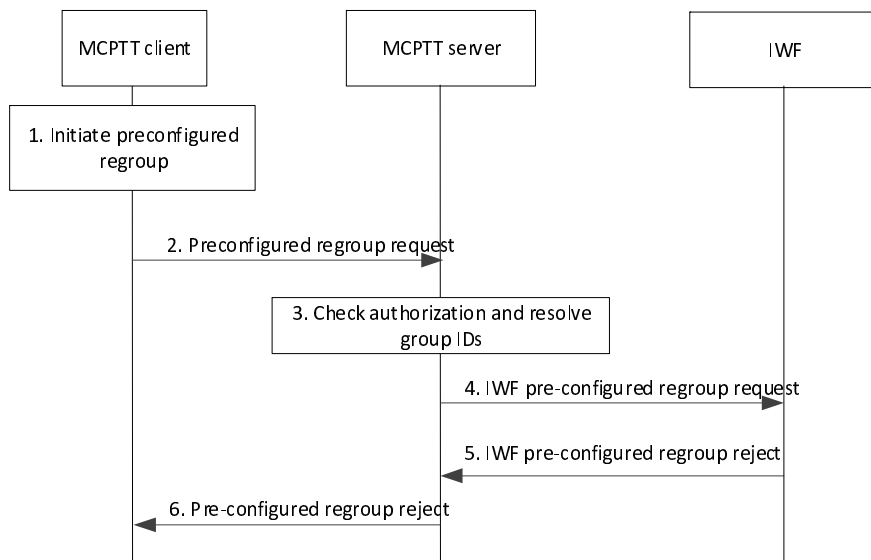 MCPTT client
MCPTT server
IWF
1. Initiate preconfigured
regroup
2. Preconfigured regroup request
3. Check authorization and resolve
group IDs
4. IWF pre-configured regroup request
5. IWF pre-configured regroup reject
6. Pre-configured regroup reject